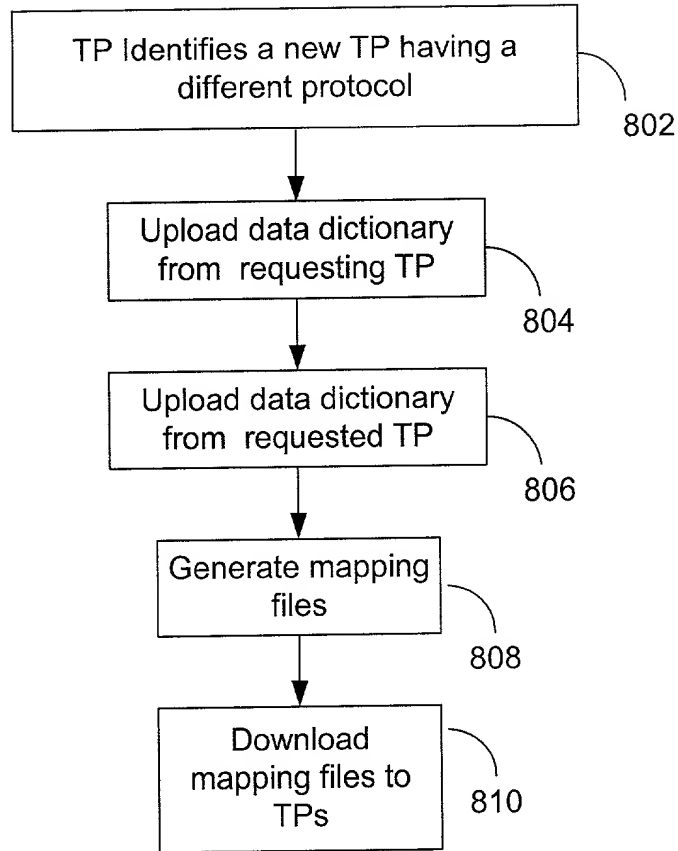 TP Identifies a new TP having a
different protocol
802
Upload data dictionary
from requesting TP
804
Upload data dictionary
from requested TP
806
Generate mapping
files
808
Download
mapping files to
TPs
810